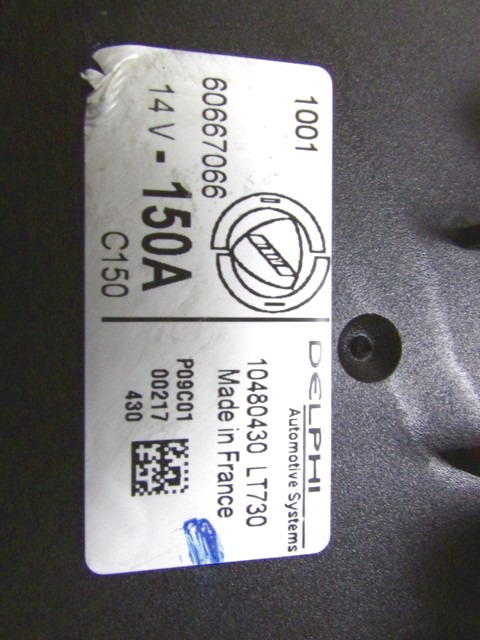 1001
60667066
14 V - 150A
C150
DELPHI
Automotive Systems
10480430 LT730
Made in France
P09C01
00217
430